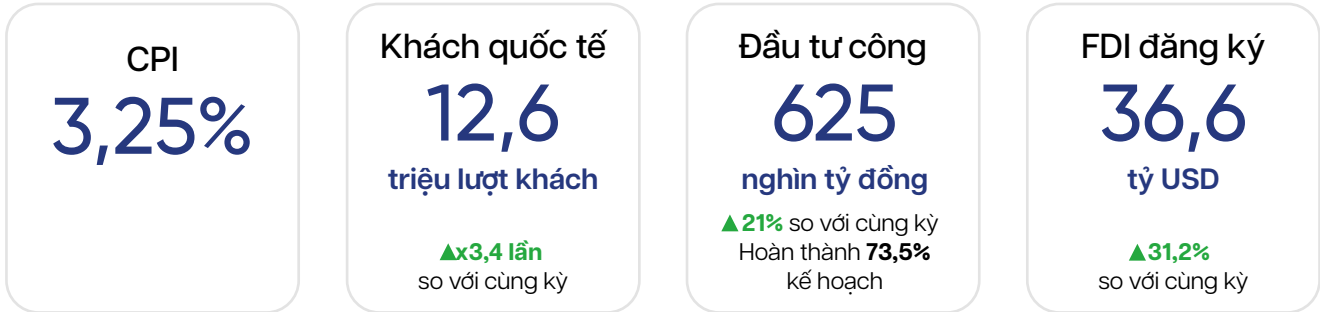 CPI
3,25%
Khách quốc tế
12,6
triệu lượt khách
▲x3,4 lần
so với cùng kỳ
Đầu tư công
625
nghìn tỷ đồng
▲21% so với cùng kỳ
Hoàn thành 73,5%
kế hoạch
FDI đăng ký
36,6
tỷ USD
▲31,2%
so với cùng kỳ